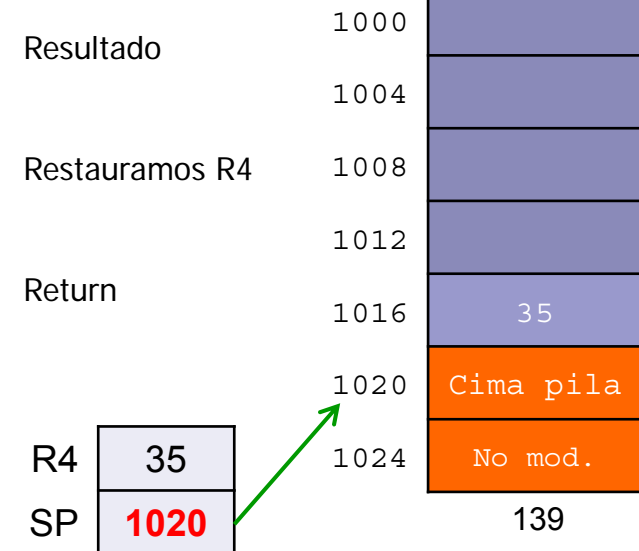 Resultado
Restauramos R4
Return
1000
1004
1008
1012
1016 35
1020 Cima pila
1024 No mod.
R4 35
SP 1020
139